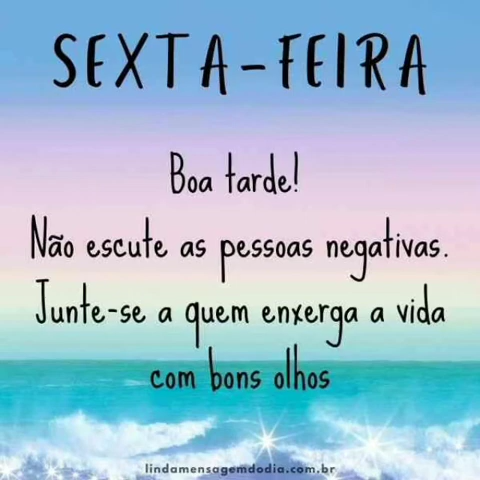 SEXTA-FEIRA
Boa tarde!
Não escute as pessoas negativas.
Junte-se a quem enxerga a vida
com bons olhos
lindamensagemdodia.com.br